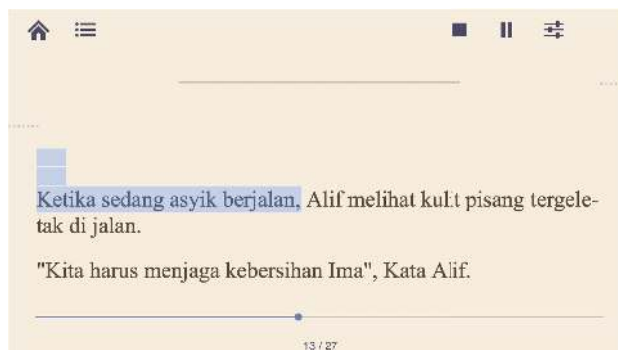 Ketika sedang asyik berjalan, Alif melihat kulit pisang tergele-
tak di jalan.
"Kita harus menjaga kebersihan Ima", Kata Alif.
13 / 27